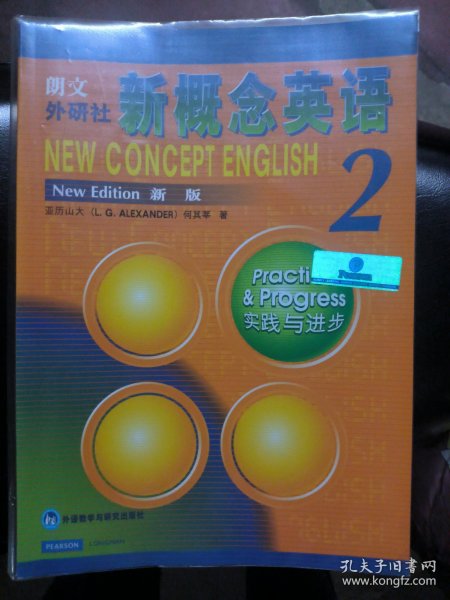 朗文
外研社
新概念英语
NEW CONCEPT ENGLISH
2
New Edition 新 版
亚历山大 (L. G. ALEXANDER) 何其莘 著
Practi
& Progress
实践与进步
外语教学与研究出版社
PEARSON
LONGMAN
孔夫子旧书网
www.kongfz.com